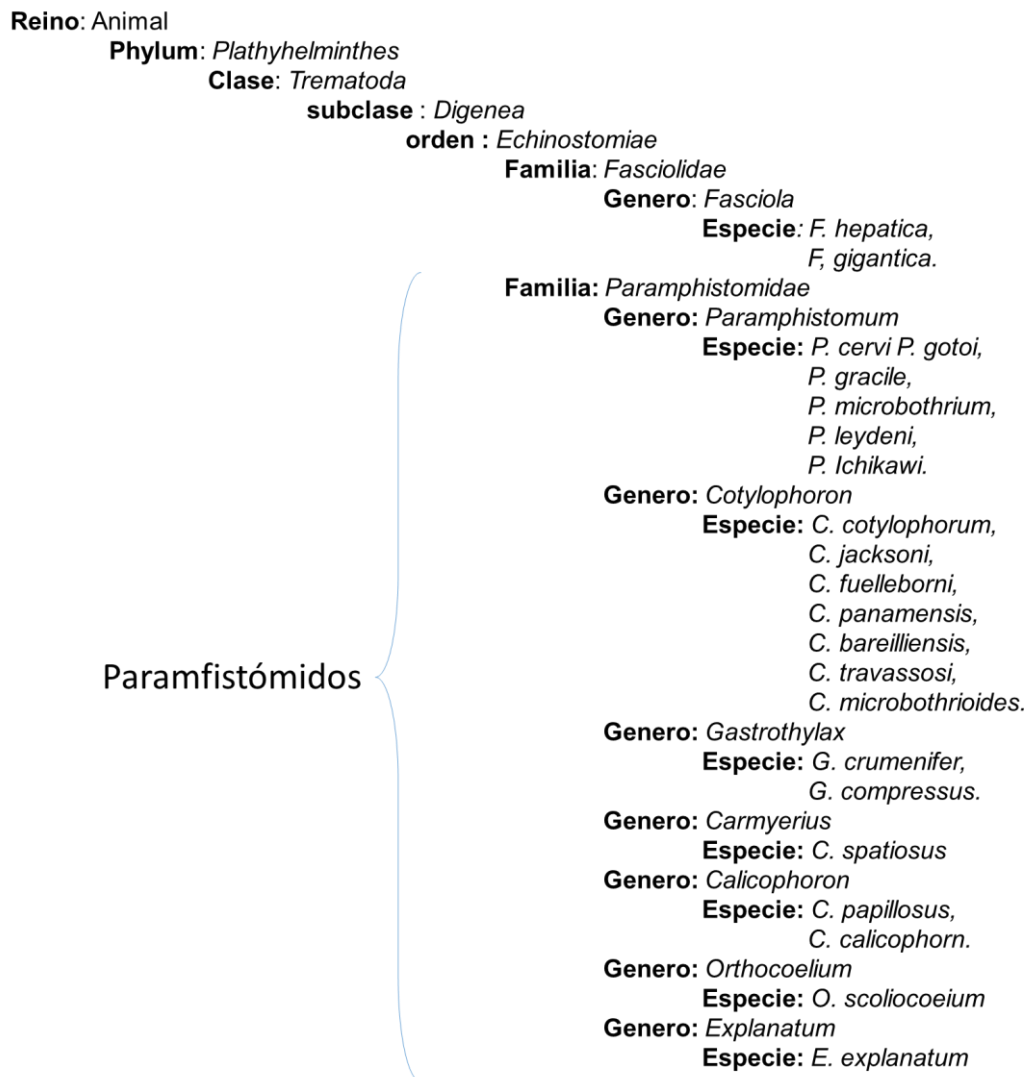 Reino: Animal
Phylum: Plathyhelminthes
Clase: Trematoda
subclase : Digenea
orden : Echinostomiae
Familia: Fasciolidae
Genero: Fasciola
Especie: F. hepatica,
F, gigantica.
Familia: Paramphistomidae
Genero: Paramphistomum
Especie: P. cervi P. gotoi,
P. gracile,
P. microbothrium,
P. leydeni,
P. Ichikawi.
Genero: Cotylophoron
Especie: C. cotylophorum,
C. jacksoni,
C. fuelleborni,
C. panamensis,
C. bareilliensis,
Paramfistómidos
C. travassosi,
C. microbothrioides.
Genero: Gastrothylax
Especie: G. crumenifer,
G. compressus.
Genero: Carmyerius
Especie: C. spatiosus
Genero: Calicophoron
Especie: C. papillosus,
C. calicophorn.
Genero: Orthocoelium
Especie: O. scoliocoeium
Genero: Explanatum
Especie: E. explanatum